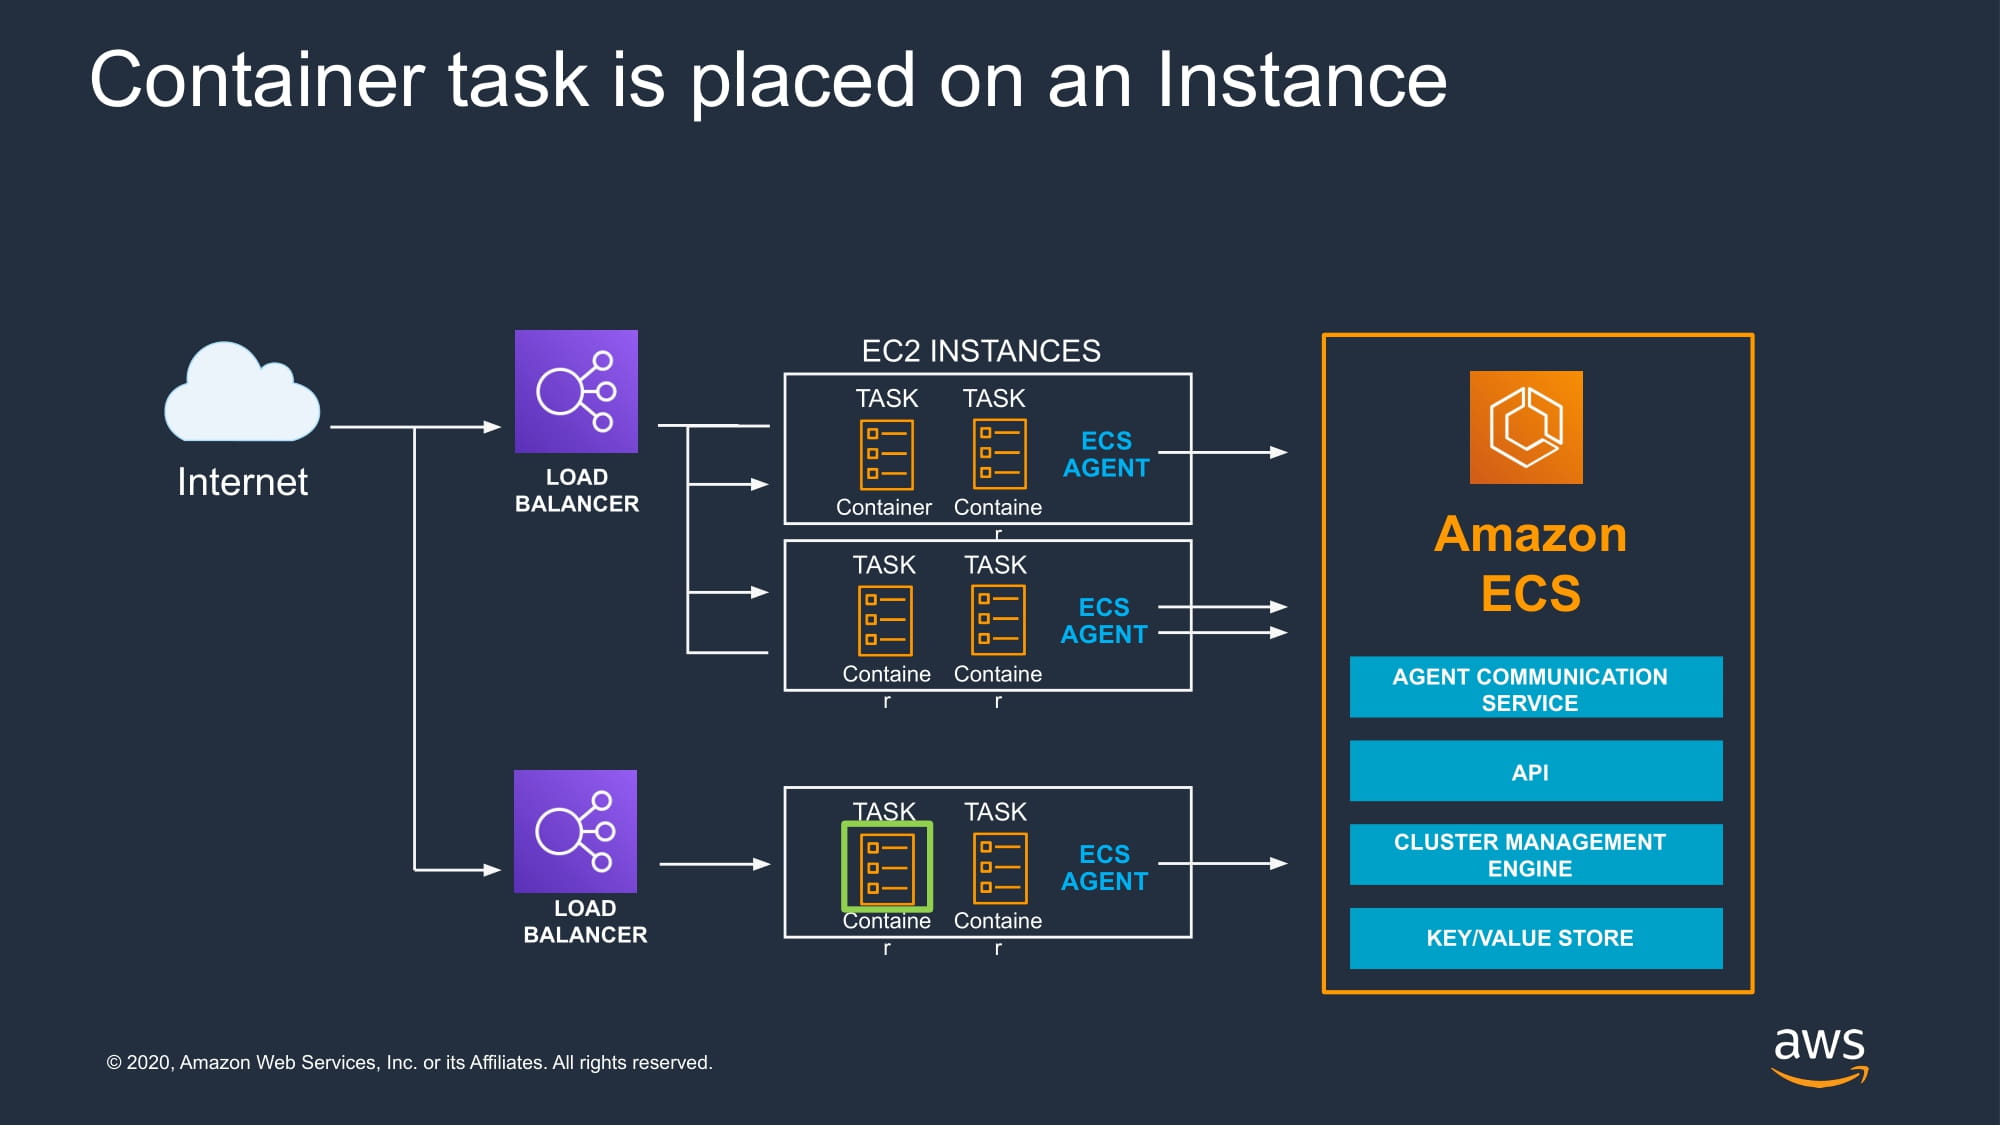 Container task is placed on an Instance
Internet
LOAD
BALANCER
EC2 INSTANCES
TASK TASK
ECS
AGENT
Container Containe
r
TASK TASK
ECS
AGENT
Containe Containe
r r
LOAD
BALANCER
TASK TASK
ECS
AGENT
Containe Containe
r r
Amazon
ECS
AGENT COMMUNICATION
SERVICE
API
CLUSTER MANAGEMENT
ENGINE
KEY/VALUE STORE
© 2020, Amazon Web Services, Inc. or its Affiliates. All rights reserved.
aws